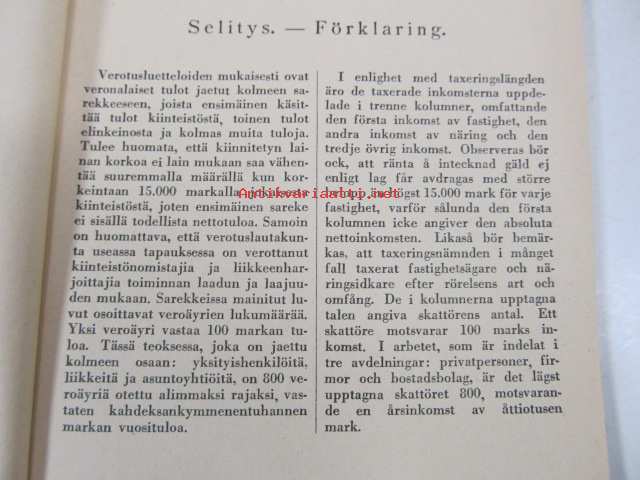 Selitys. — Förklaring.
Verotusluetteloiden mukaisesti ovat
veronalaiset tulot jaetut kolmeen sa-
rekkeeseen, joista ensimäinen käsit-
tää tulot kiinteistöstä, toinen tulot
elinkeinosta ja kolmas muita tuloja.
Tulee huomata, että kiinnitetyn lai-
nan korkoa ei lain mukaan saa vähen-
tää suuremmalla määrällä kun kor-
keintaan 15.000 markalla jokaisesta
kiinteistöstä, joten ensimäinen sareke
ei sisällä todellista nettotuloa. Samoin
on huomattava, että verotuslautakun-
ta useassa tapauksessa on verottanut
kiinteistönomistajia ja liikkeenhar-
joittajia toiminnan laadun ja laajuu-
den mukaan. Sarekkeissa mainitut lu-
vut osoittavat veroäyrien lukumäärää.
Yksi veroäyri vastaa 100 markan tu-
loa. Tässä teoksessa, joka on jaettu
kolmeen osaan: yksityishenkilöitä,
liikkeitä ja asuntoyhtiöitä, on 800 ve-
roäyriä otettu alimmaksi rajaksi, vas-
taten kahdeksankymmenentuhannen
markan vuosituloa.
I enlighet med taxeringslängden
äro de taxerade inkomsterna uppde-
lade i trenne kolumner, omfattande
den första inkomst av fastighet, den
andra inkomst av näring och den
tredje övrig inkomst. Observeras bör
ock, att ränta å intecknad gäld ej
enligt lag får avdragas med större
belopp än högst 15.000 mark för varje
fastighet, varför sålunda den första
kolumnen icke angiver den absoluta
nettoinkomsten. Likaså bör bemär-
kas, att taxeringsnämnden i månget
fall taxerat fastighetsägare och nä-
ringsidkare efter rörelsens art och
omfång. De i kolumnerna upptagna
talen angiva skattörens antal. Ett
skattöre motsvarar 100 marks in-
komst. I arbetet, som är indelat i
tre avdelningar: privatpersoner, fir-
mor och bostadsbolag, är det lägst
upptagna skattöret 800, motsvaran-
de en årsinkomst av åttiotusen
mark.
Antikvariaattopi.net